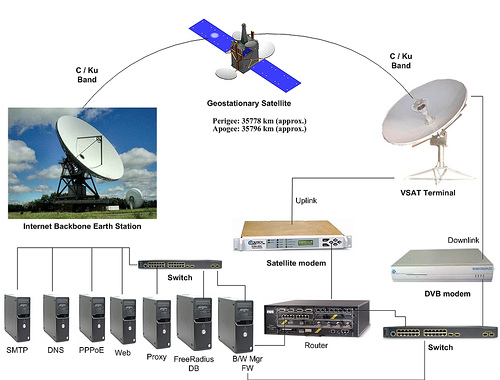 C / Ku
Band
C / Ku
Band
Geostationary Satellite
Perigee: 35778 km (approx.)
Apogee: 35796 km (approx.)
VSAT Terminal
Internet Backbone Earth Station
Uplink
Downlink
Satellite modem
Switch
DVB modem
SMTP
DNS
PPPoE
Web
Proxy
FreeRadius
DB
B/W Mgr
FW
Router
Switch